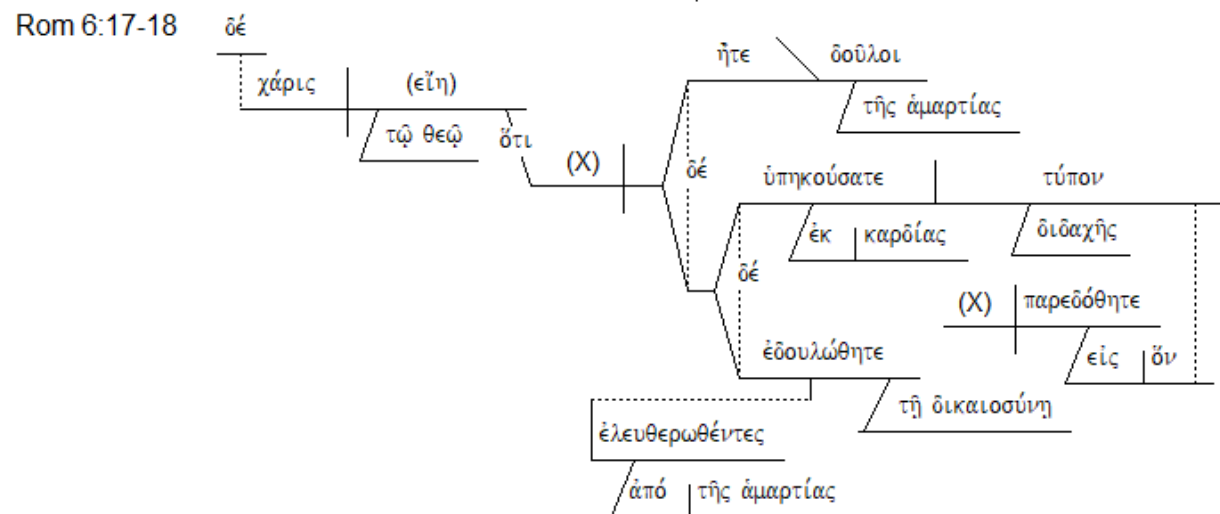 Rom 6:17-18 δέ
ἦτε δοῦλοι
χάρις (εἴη)
τῆς ἁμαρτίας
τῷ θεῷ ὅτι
(X) δέ
ὑπηκούσατε τύπον
ἐκ καρδίας διδαχῆς
δέ
(X) παρεδόθητε
ἐδουλώθητε εἰς ὅν
τῇ δικαιοσύνῃ
ἐλευθερωθέντες
ἀπό τῆς ἁμαρτίας